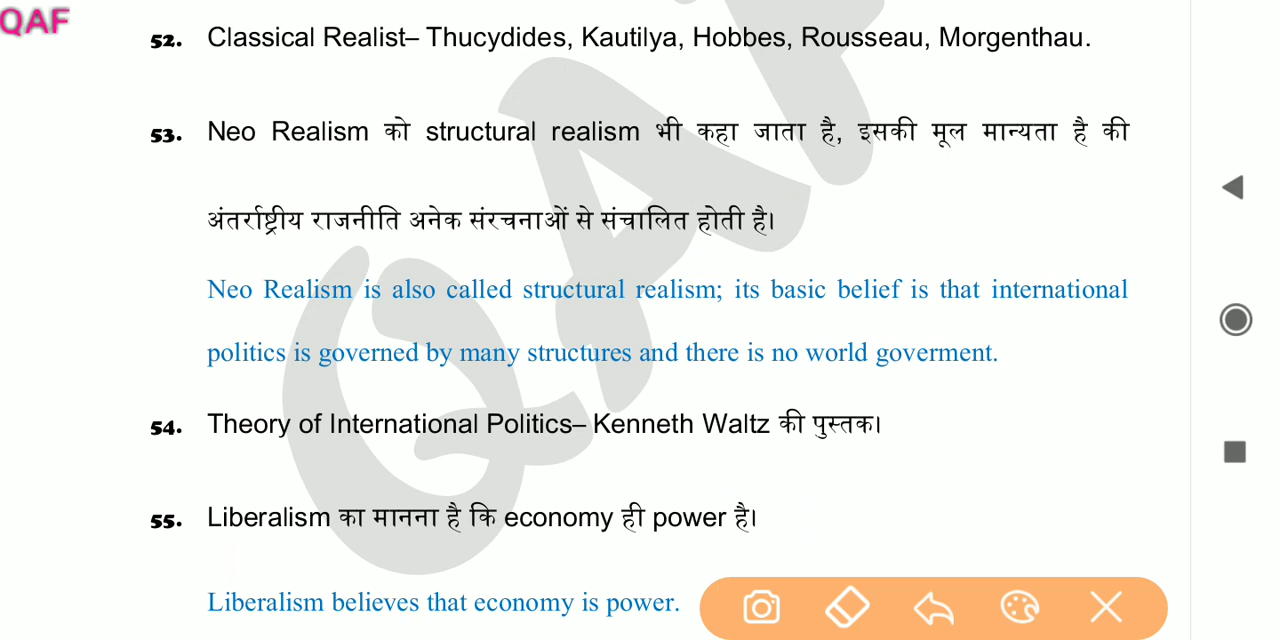 QAF
52. Classical Realist– Thucydides, Kautilya, Hobbes, Rousseau, Morgenthau.
53. Neo Realism को structural realism भी कहा जाता है, इसकी मूल मान्यता है की
अंतर्राष्ट्रीय राजनीति अनेक संरचनाओं से संचालित होती है।
Neo Realism is also called structural realism; its basic belief is that international
politics is governed by many structures and there is no world goverment.
54. Theory of International Politics– Kenneth Waltz की पुस्तक।
55. Liberalism का मानना है कि economy ही power है।
Liberalism believes that economy is power.
QAF